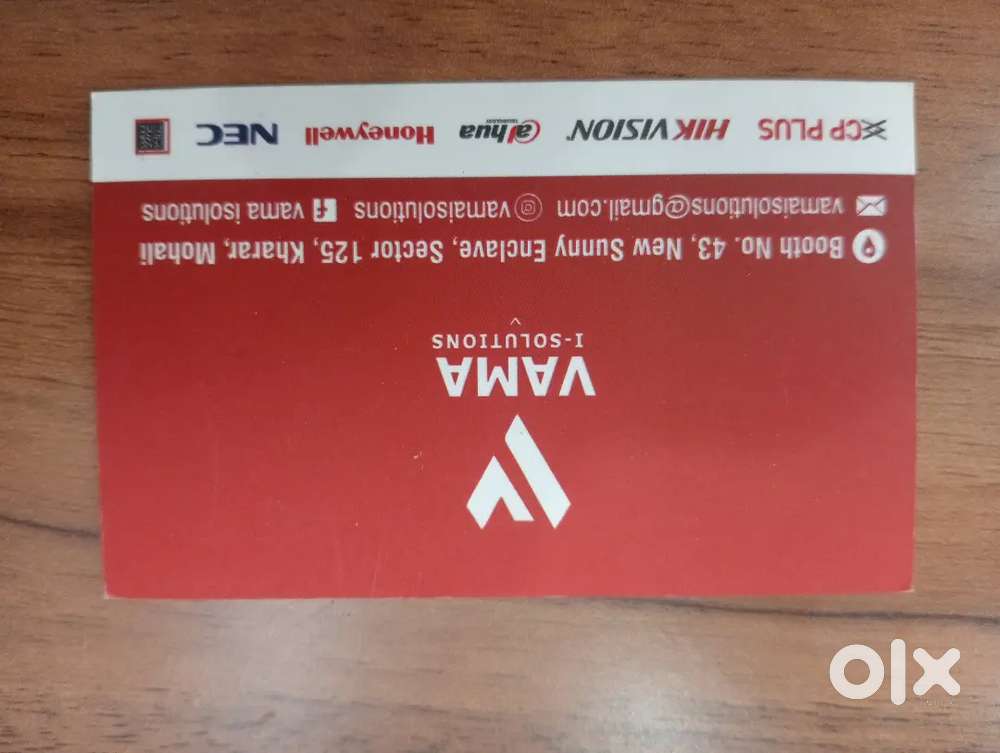 VAMA
I-SOLUTIONS
Booth No. 43, New Sunny Enclave, Sector 125, Kharar, Mohali
vamaisolutions@gmail.com vamaisolutions vama isolutions
CP PLUS HIKVISION alhua TECHNOLOGY Honeywell NEC
olx